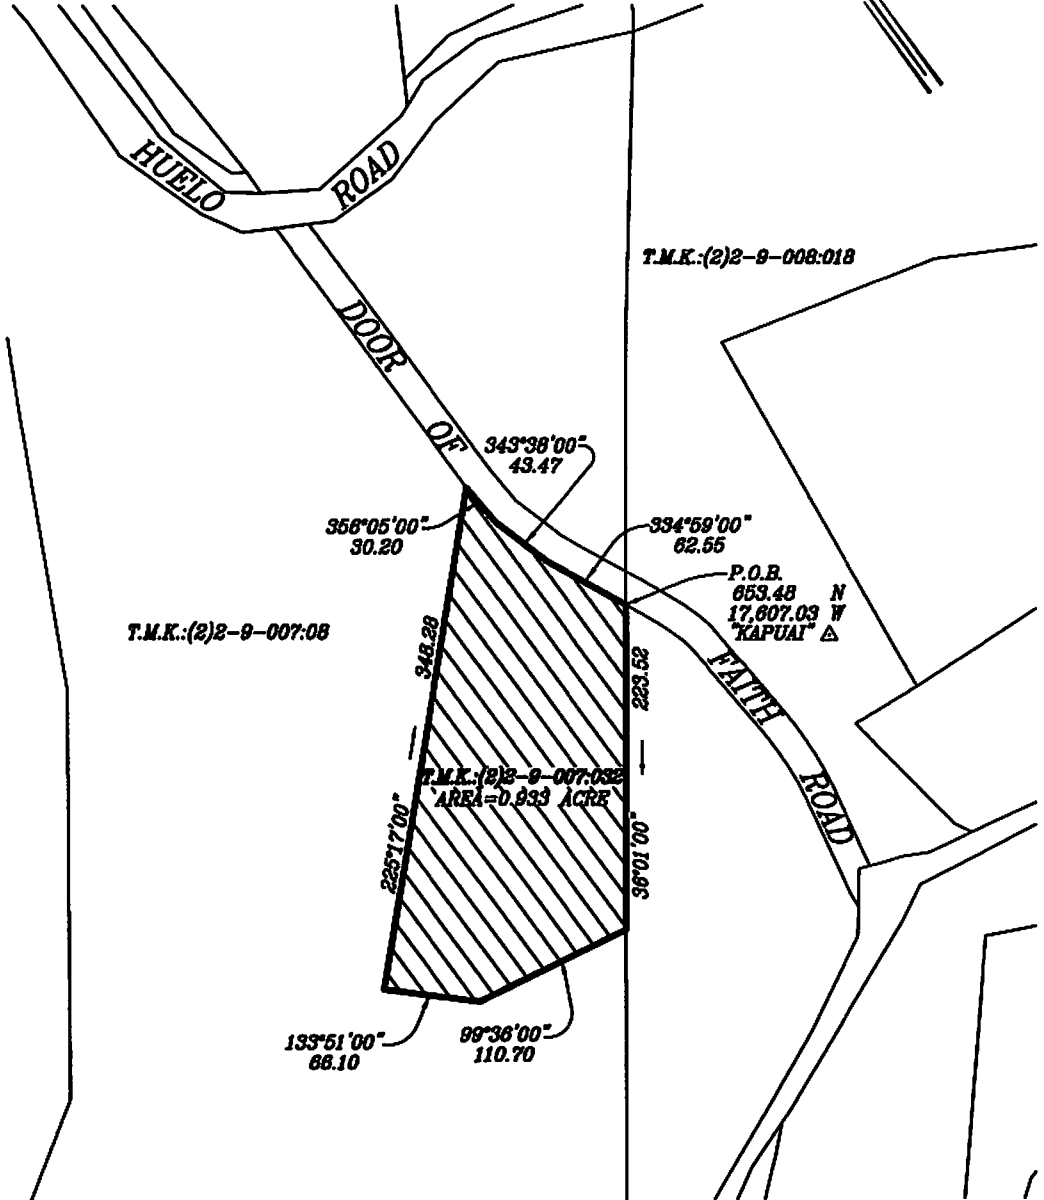 HUELO
ROAD
T.M.K.:(2)2-9-008:018
DOOR
OF
343°38'00"
43.47
356°05'00"
30.20
334°59'00"
62.55
P.O.B.
653.48 N
17,607.03 W
"KAPUAI"
T.M.K.:(2)2-9-007:08
348.28
223.52
FAITH
ROAD
T.M.K.:(2)2-9-007:032
AREA=0.933 ACRE
225°17'00"
36°01'00"
133°51'00"
66.10
99°36'00"
110.70